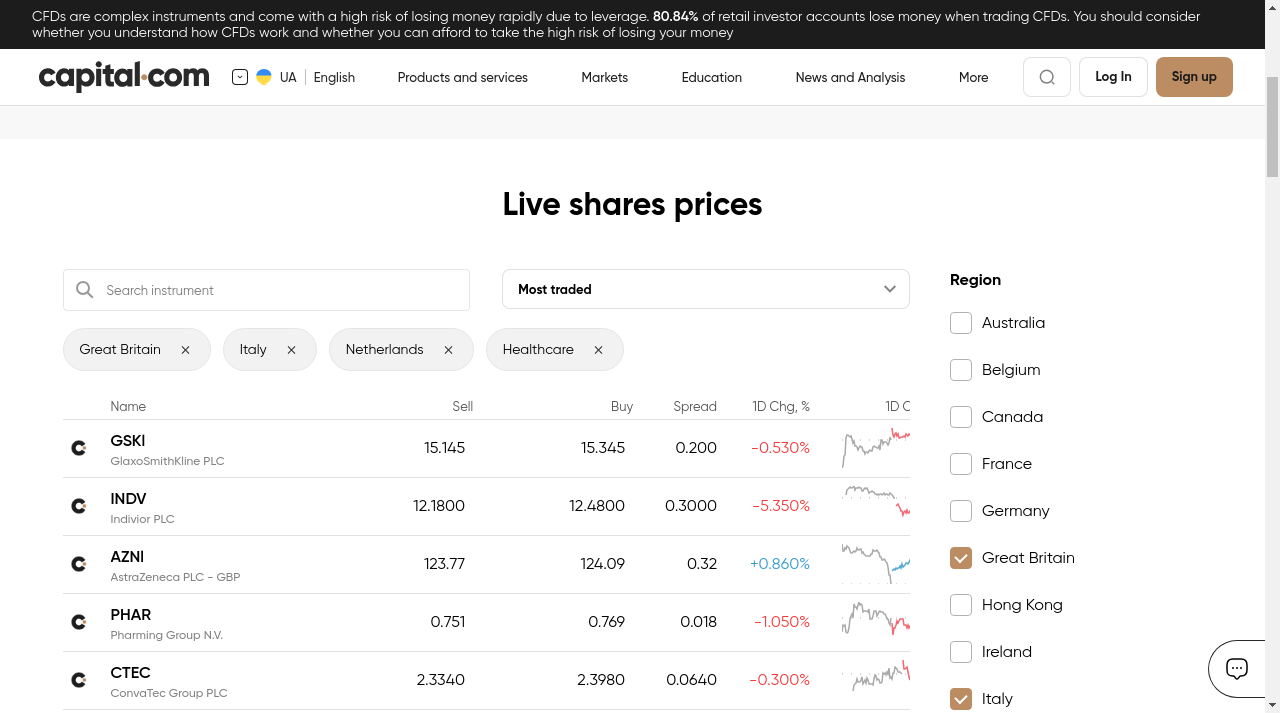 CFDs are complex instruments and come with a high risk of losing money rapidly due to leverage. 80.84% of retail investor accounts lose money when trading CFDs. You should consider
whether you understand how CFDs work and whether you can afford to take the high risk of losing your money
capital.com UA English Products and services Markets Education News and Analysis More Log In Sign up
Live shares prices
Search instrument Most traded
Great Britain Italy Netherlands Healthcare
Name Sell Buy Spread 1D Chg, % 1D C
GSKl 15.145 15.345 0.200 -0.530%
GlaxoSmithKline PLC
INDV 12.1800 12.4800 0.3000 -5.350%
Indivior PLC
AZNl 123.77 124.09 0.32 +0.860%
AstraZeneca PLC - GBP
PHAR 0.751 0.769 0.018 -1.050%
Pharming Group N.V.
CTEC 2.3340 2.3980 0.0640 -0.300%
ConvaTec Group PLC
Region
Australia
Belgium
Canada
France
Germany
Great Britain
Hong Kong
Ireland
Italy